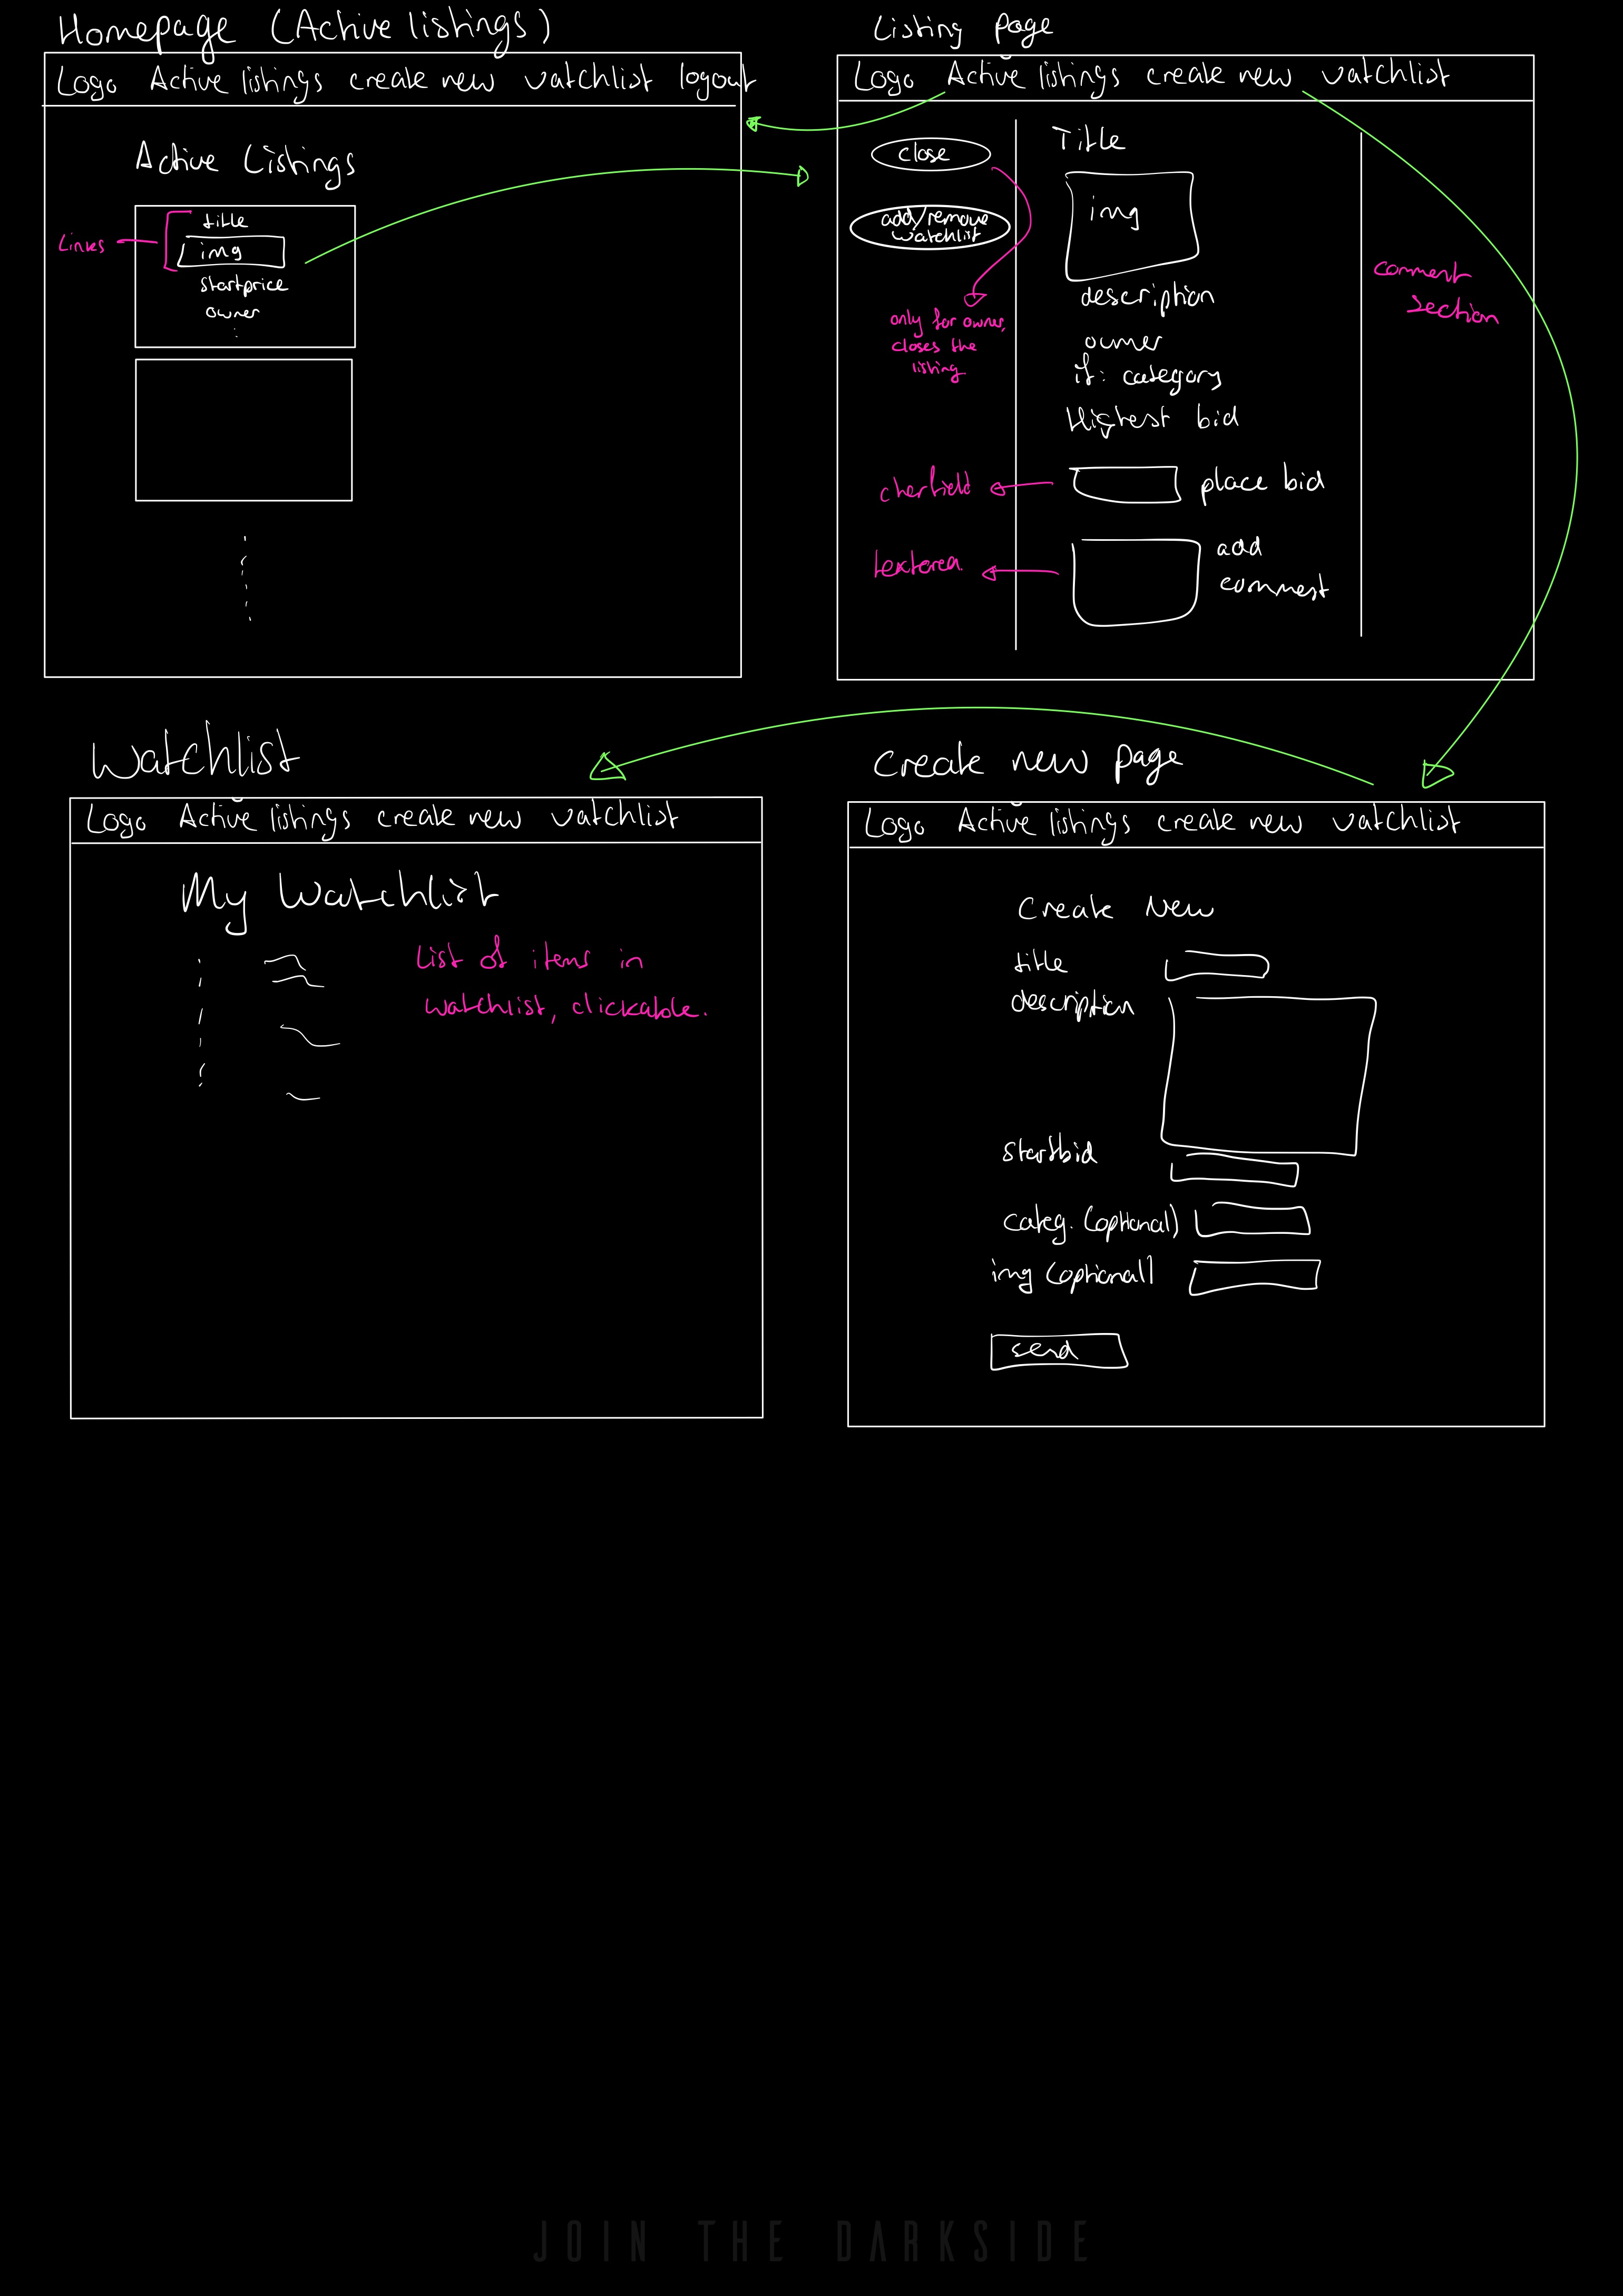 Homepage (Active listings)
Logo Active listings create new watchlist logout
Active Listings
Links
title
img
startprice
owner
Listing page
Logo Active listings create new watchlist
close
add/remove
watchlist
only for owner,
closes the
listing
Title
img
description
owner
if: category
Highest bid
charfield
place bid
textarea.
add
comment
comment
section
Watchlist
Logo Active listings create new watchlist
My Watchlist
List of items in
watchlist, clickable.
Create new page
Logo Active listings create new watchlist
Create New
title
description
startbid
categ. (optional)
img (optional)
send
JOIN THE DARKSIDE